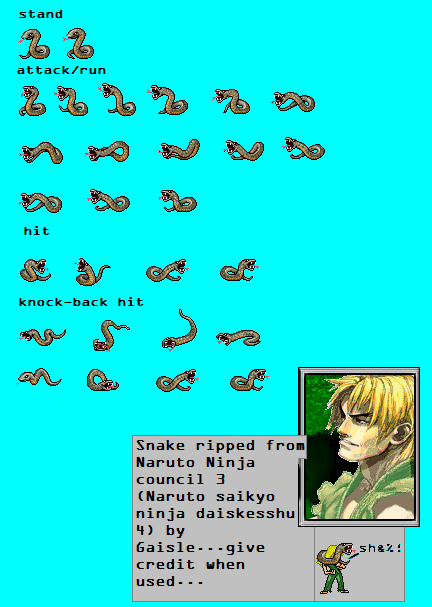 stand
attack/run
hit
knock-back hit
Snake ripped from
Naruto Ninja
council 3
(Naruto saikyo
ninja daiskesshu
4) by
Gaisle---give
credit when
used---
sh&%!